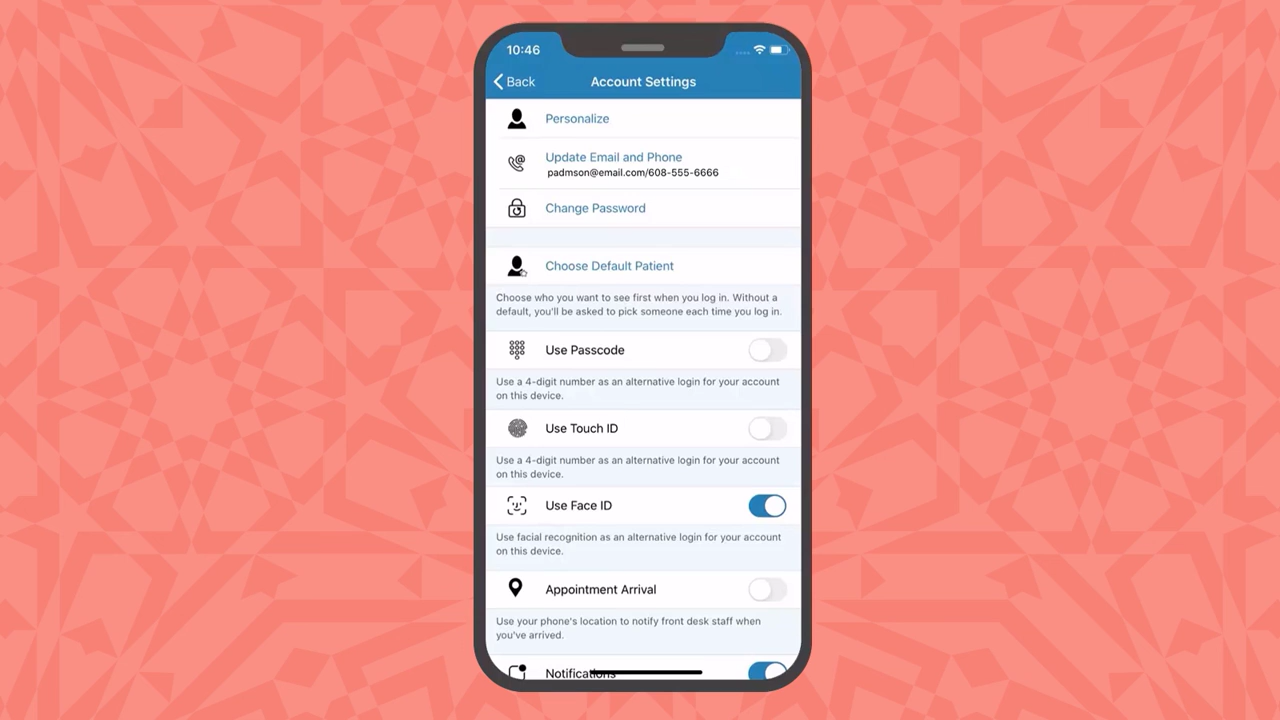 10:46
Back
Account Settings
Personalize
Update Email and Phone
padmson@email.com/608-555-6666
Change Password
Choose Default Patient
Choose who you want to see first when you log in. Without a
default, you'll be asked to pick someone each time you log in.
Use Passcode
Use a 4-digit number as an alternative login for your account
on this device.
Use Touch ID
Use a 4-digit number as an alternative login for your account
on this device.
Use Face ID
Use facial recognition as an alternative login for your account
on this device.
Appointment Arrival
Use your phone's location to notify front desk staff when
you've arrived.
Notifications